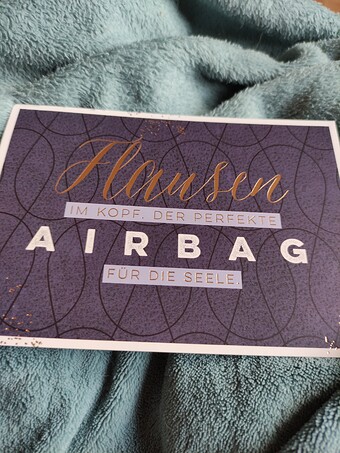 Flausen
IM KOPF. DER PERFEKTE
AIRBAG
FÜR DIE SEELE.